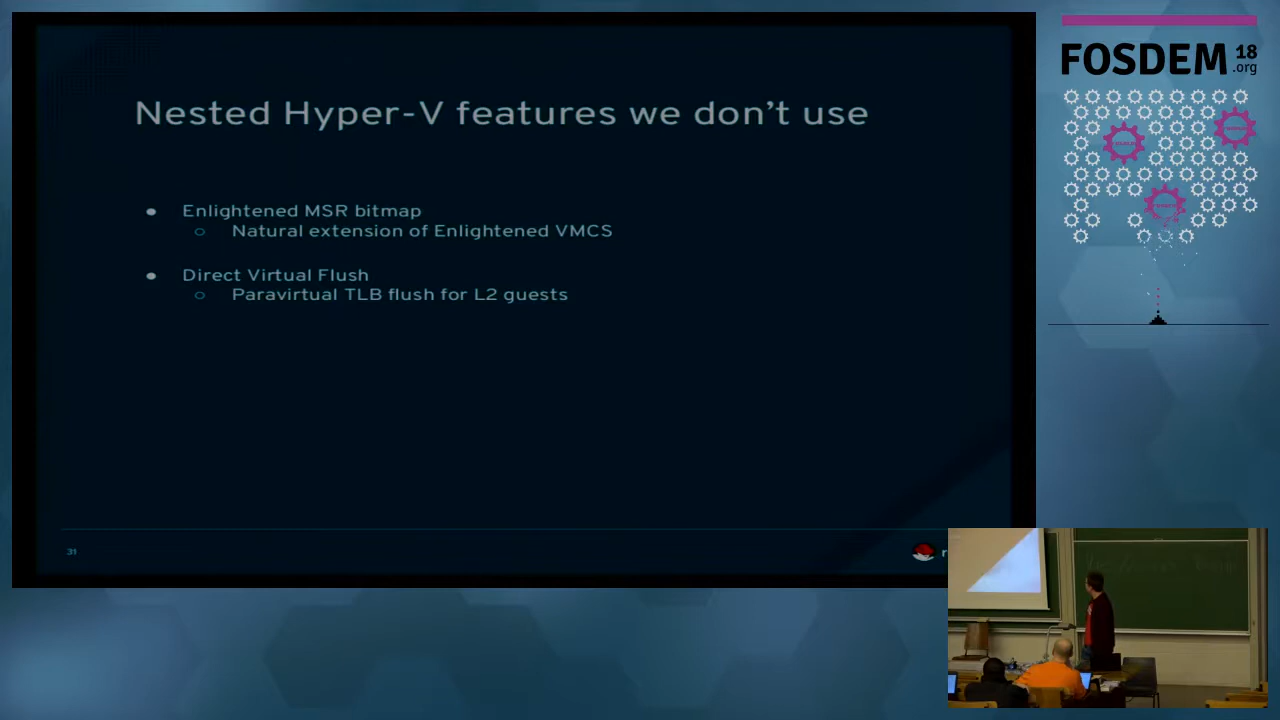 Nested Hyper-V features we don't use
● Enlightened MSR bitmap
○ Natural extension of Enlightened VMCS
● Direct Virtual Flush
○ Paravirtual TLB flush for L2 guests
31
r
FOSDEM 18
.org